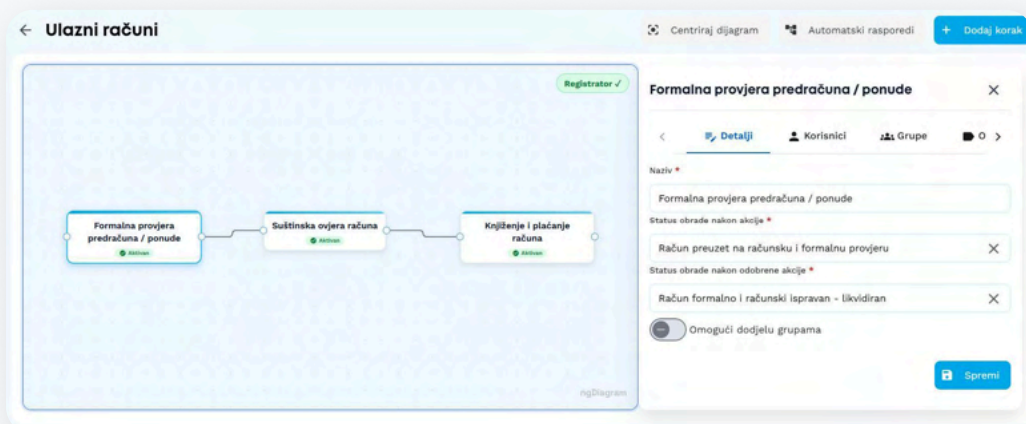 Ulazni računi
Centriraj dijagram
Automatski rasporedi
+ Dodaj korak
Registrator ✓
Formalna provjera
predračuna / ponude
Aktivan
Suštinska ovjera računa
Aktivan
Knjiženje i plaćanje
računa
Aktivan
ngDiagram
Formalna provjera predračuna / ponude
Detalji
Korisnici
Grupe
O
Naziv *
Formalna provjera predračuna / ponude
Status obrade nakon akcije *
Račun preuzet na računsku i formalnu provjeru
Status obrade nakon odobrene akcije *
Račun formalno i računski ispravan - likvidiran
Omogući dodjelu grupama
Spremi